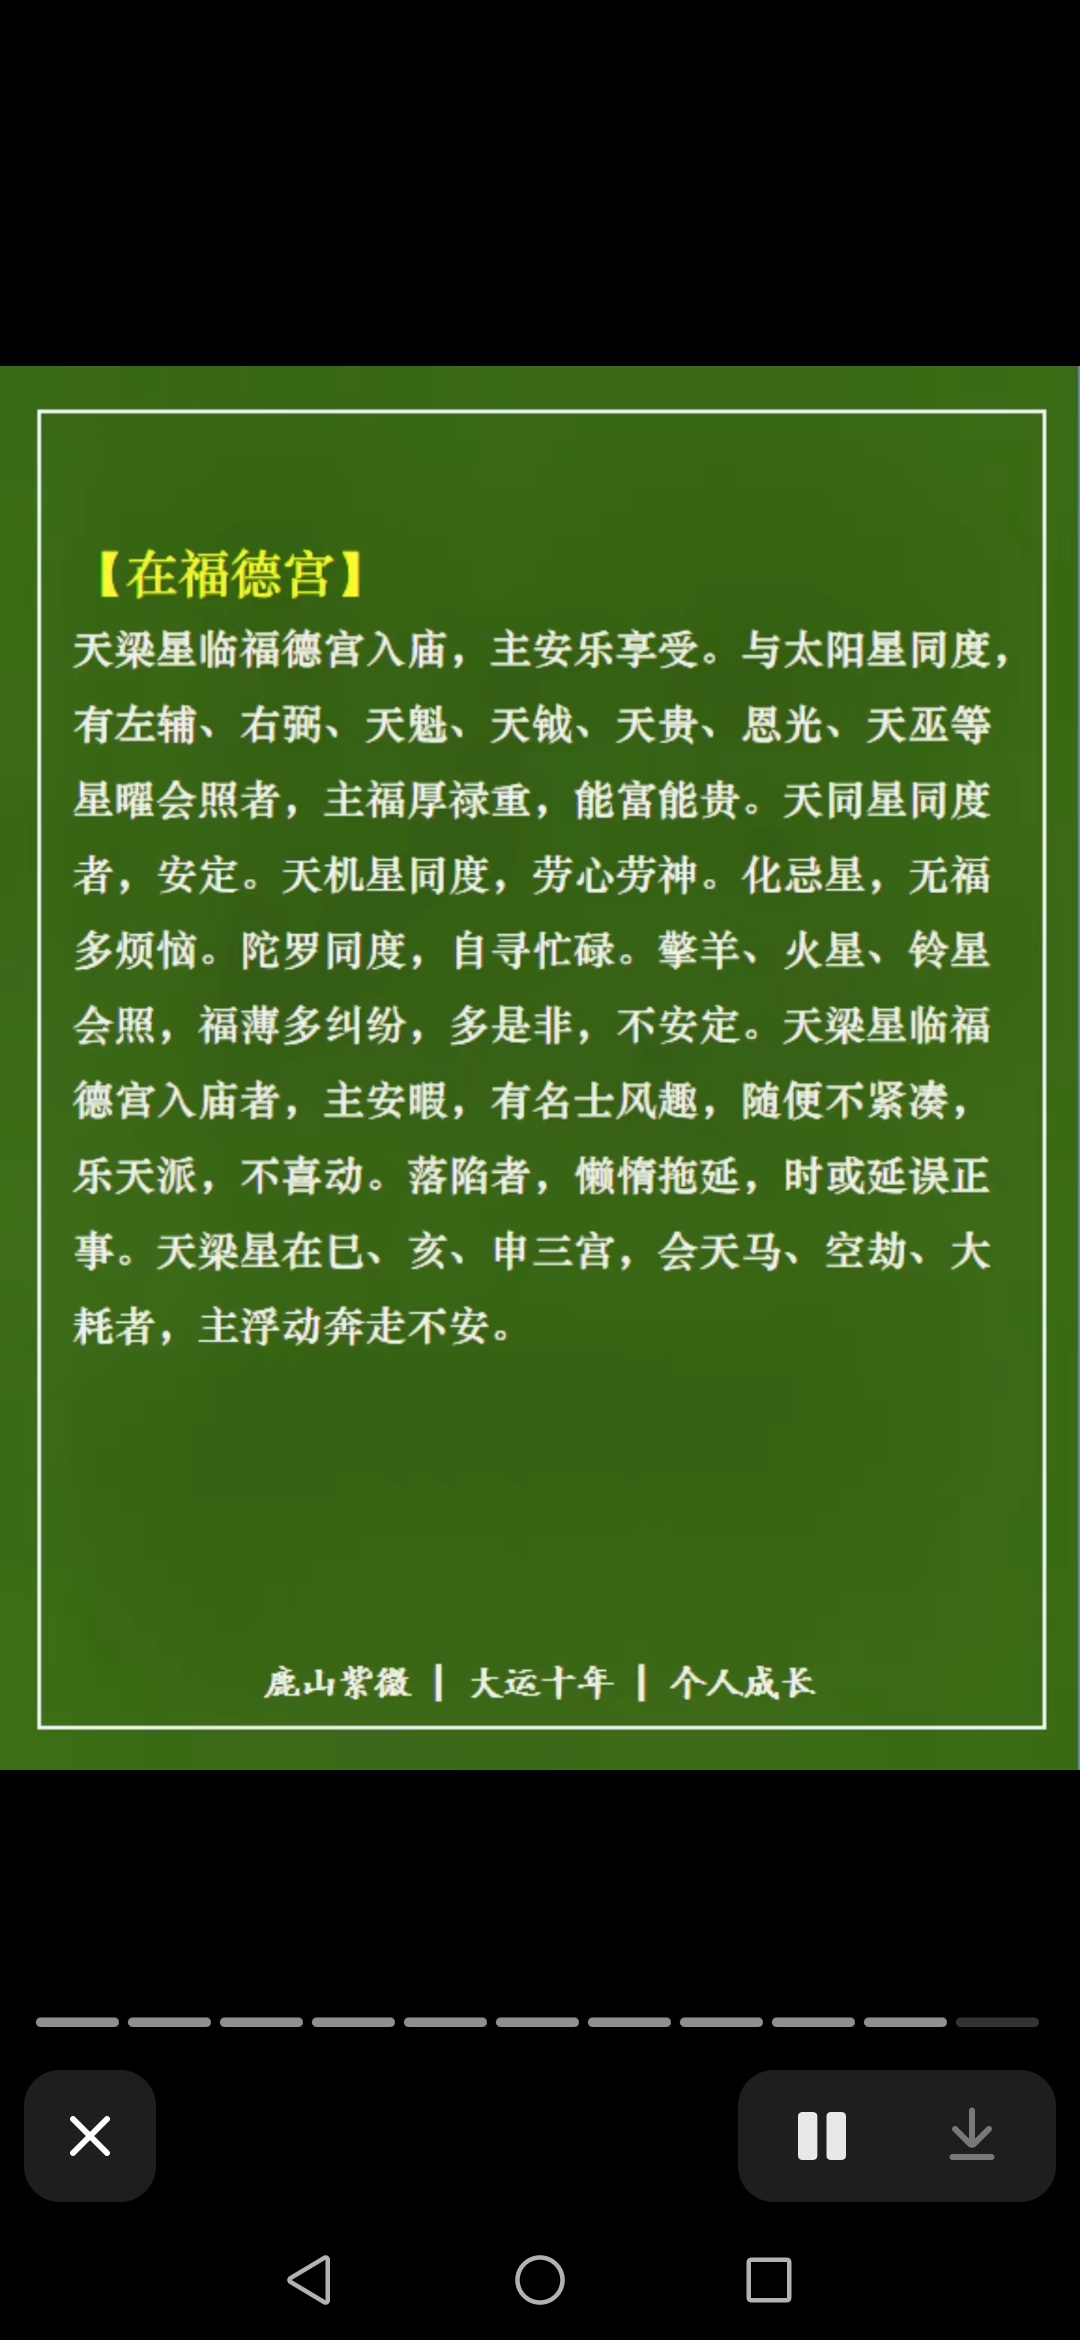 【在福德宫】
天梁星临福德宫入庙，主安乐享受。与太阳星同度，
有左辅、右弼、天魁、天钺、天贵、恩光、天巫等
星曜会照者，主福厚禄重，能富能贵。天同星同度
者，安定。天机星同度，劳心劳神。化忌星，无福
多烦恼。陀罗同度，自寻忙碌。擎羊、火星、铃星
会照，福薄多纠纷，多是非，不安定。天梁星临福
德宫入庙者，主安暇，有名士风趣，随便不紧凑，
乐天派，不喜动。落陷者，懒惰拖延，时或延误正
事。天梁星在巳、亥、申三宫，会天马、空劫、大
耗者，主浮动奔走不安。
鹿山紫微 | 大运十年 | 个人成长